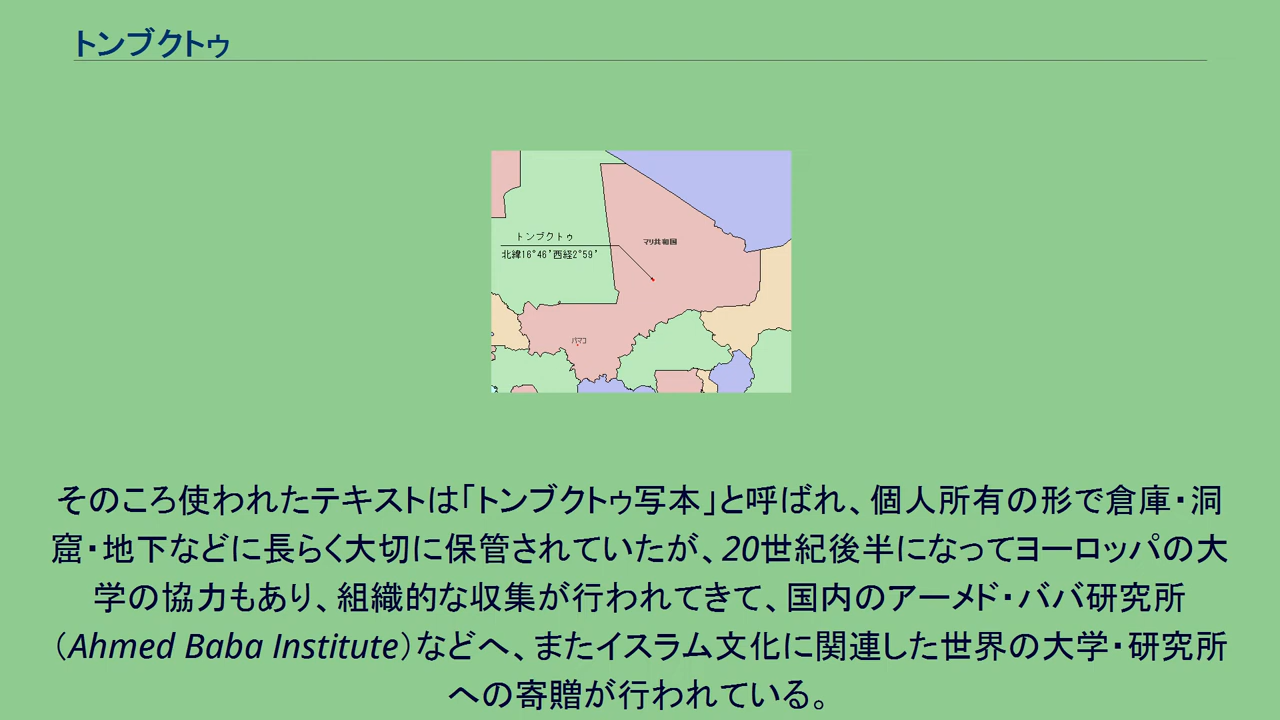 トンブクトゥ
トンブクトゥ
マリ共和国
北緯16°46'西経2°59'
バマコ
そのころ使われたテキストは「トンブクトゥ写本」と呼ばれ、個人所有の形で倉庫・洞
窟・地下などに長らく大切に保管されていたが、20世紀後半になってヨーロッパの大
学の協力もあり、組織的な収集が行われてきて、国内のアーメド・ババ研究所
（Ahmed Baba Institute）などへ、またイスラム文化に関連した世界の大学・研究所
への寄贈が行われている。